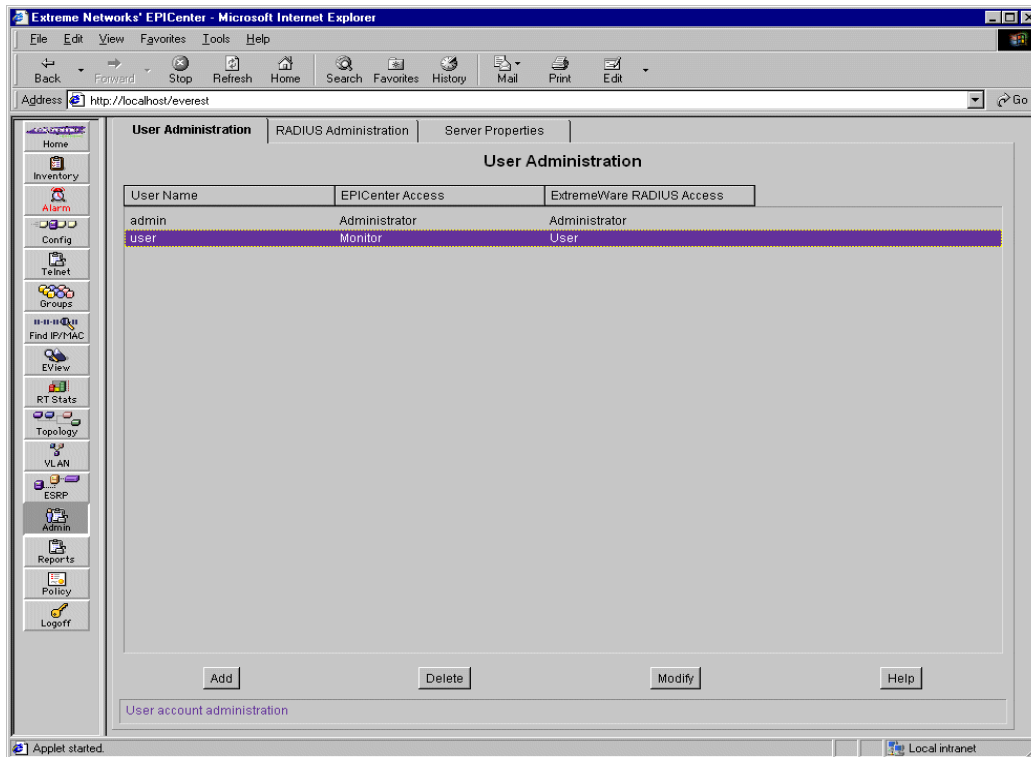 Extreme Networks' EPICenter - Microsoft Internet Explorer
File Edit View Favorites Tools Help
Back Forward Stop Refresh Home Search Favorites History Mail Print Edit
Address http://localhost/everest Go
User Administration RADIUS Administration Server Properties
User Administration
User Name EPICenter Access ExtremeWare RADIUS Access
admin Administrator Administrator
user Monitor User
Home
Inventory
Alarm
Config
Telnet
Groups
Find IP/MAC
EView
RT Stats
Topology
VLAN
ESRP
Admin
Reports
Policy
Logoff
Add Delete Modify Help
User account administration
Applet started. Local intranet